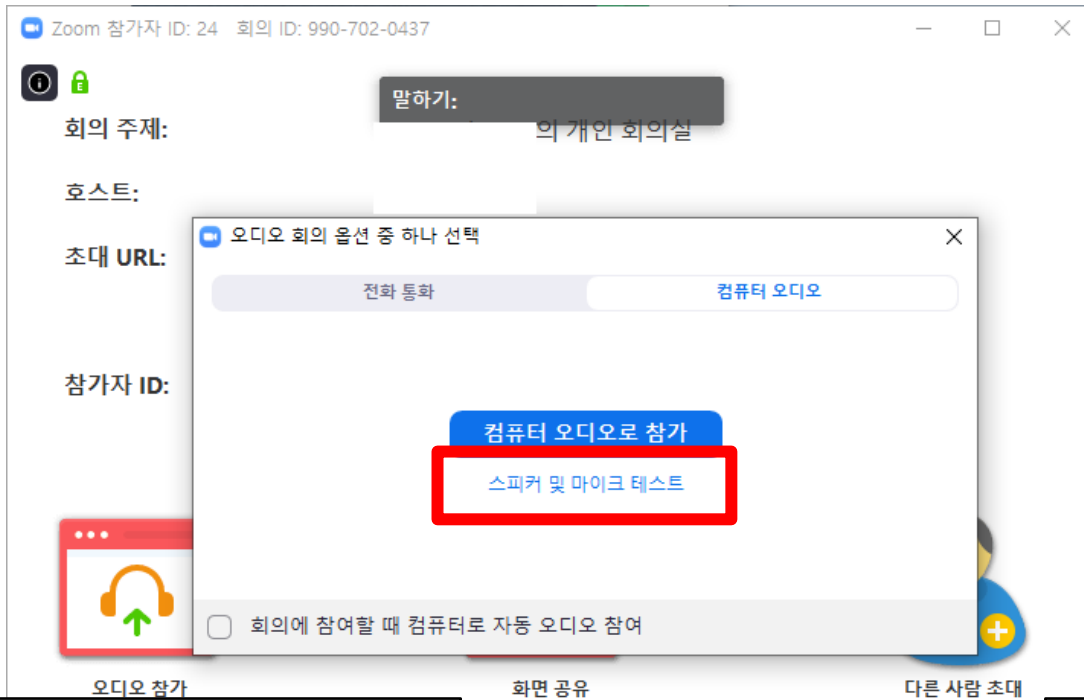 Zoom 참가자 ID: 24 회의 ID: 990-702-0437
말하기:
회의 주제: 의 개인 회의실
호스트:
초대 URL:
오디오 회의 옵션 중 하나 선택
전화 통화 컴퓨터 오디오
참가자 ID:
컴퓨터 오디오로 참가
스피커 및 마이크 테스트
회의에 참여할 때 컴퓨터로 자동 오디오 참여
오디오 참가 화면 공유 다른 사람 초대